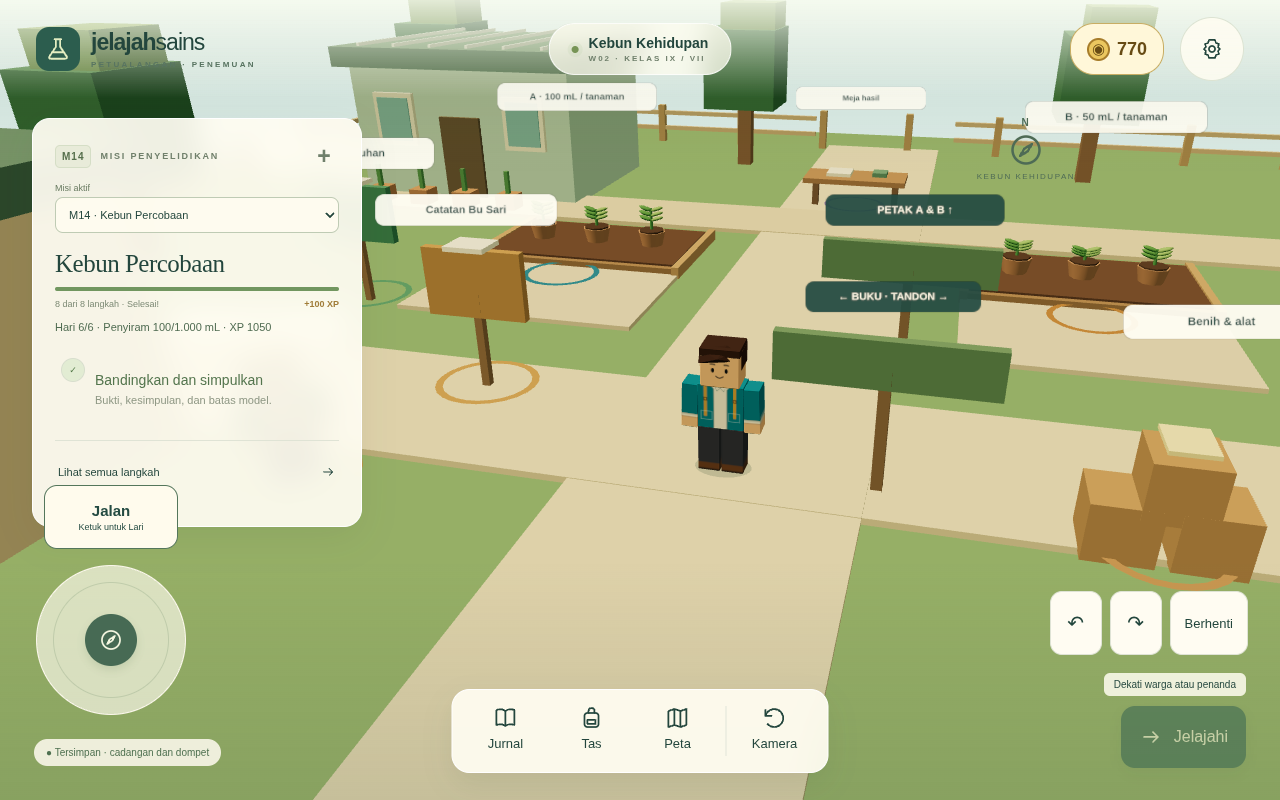 jelajahsains
PETUALANGAN · PENEMUAN
Kebun Kehidupan
W02 · KELAS IX / VII
770
A · 100 mL / tanaman
Meja hasil
B · 50 mL / tanaman
N
KEBUN KEHIDUPAN
uhan
Catatan Bu Sari
PETAK A & B ↑
← BUKU · TANDON →
Benih & alat
M14
MISI PENYELIDIKAN
+
Misi aktif
M14 · Kebun Percobaan
Kebun Percobaan
8 dari 8 langkah · Selesai!
+100 XP
Hari 6/6 · Penyiram 100/1.000 mL · XP 1050
✓
Bandingkan dan simpulkan
Bukti, kesimpulan, dan batas model.
Lihat semua langkah
→
Jalan
Ketuk untuk Lari
↶
↷
Berhenti
Dekati warga atau penanda
→ Jelajahi
Jurnal
Tas
Peta
Kamera
● Tersimpan · cadangan dan dompet